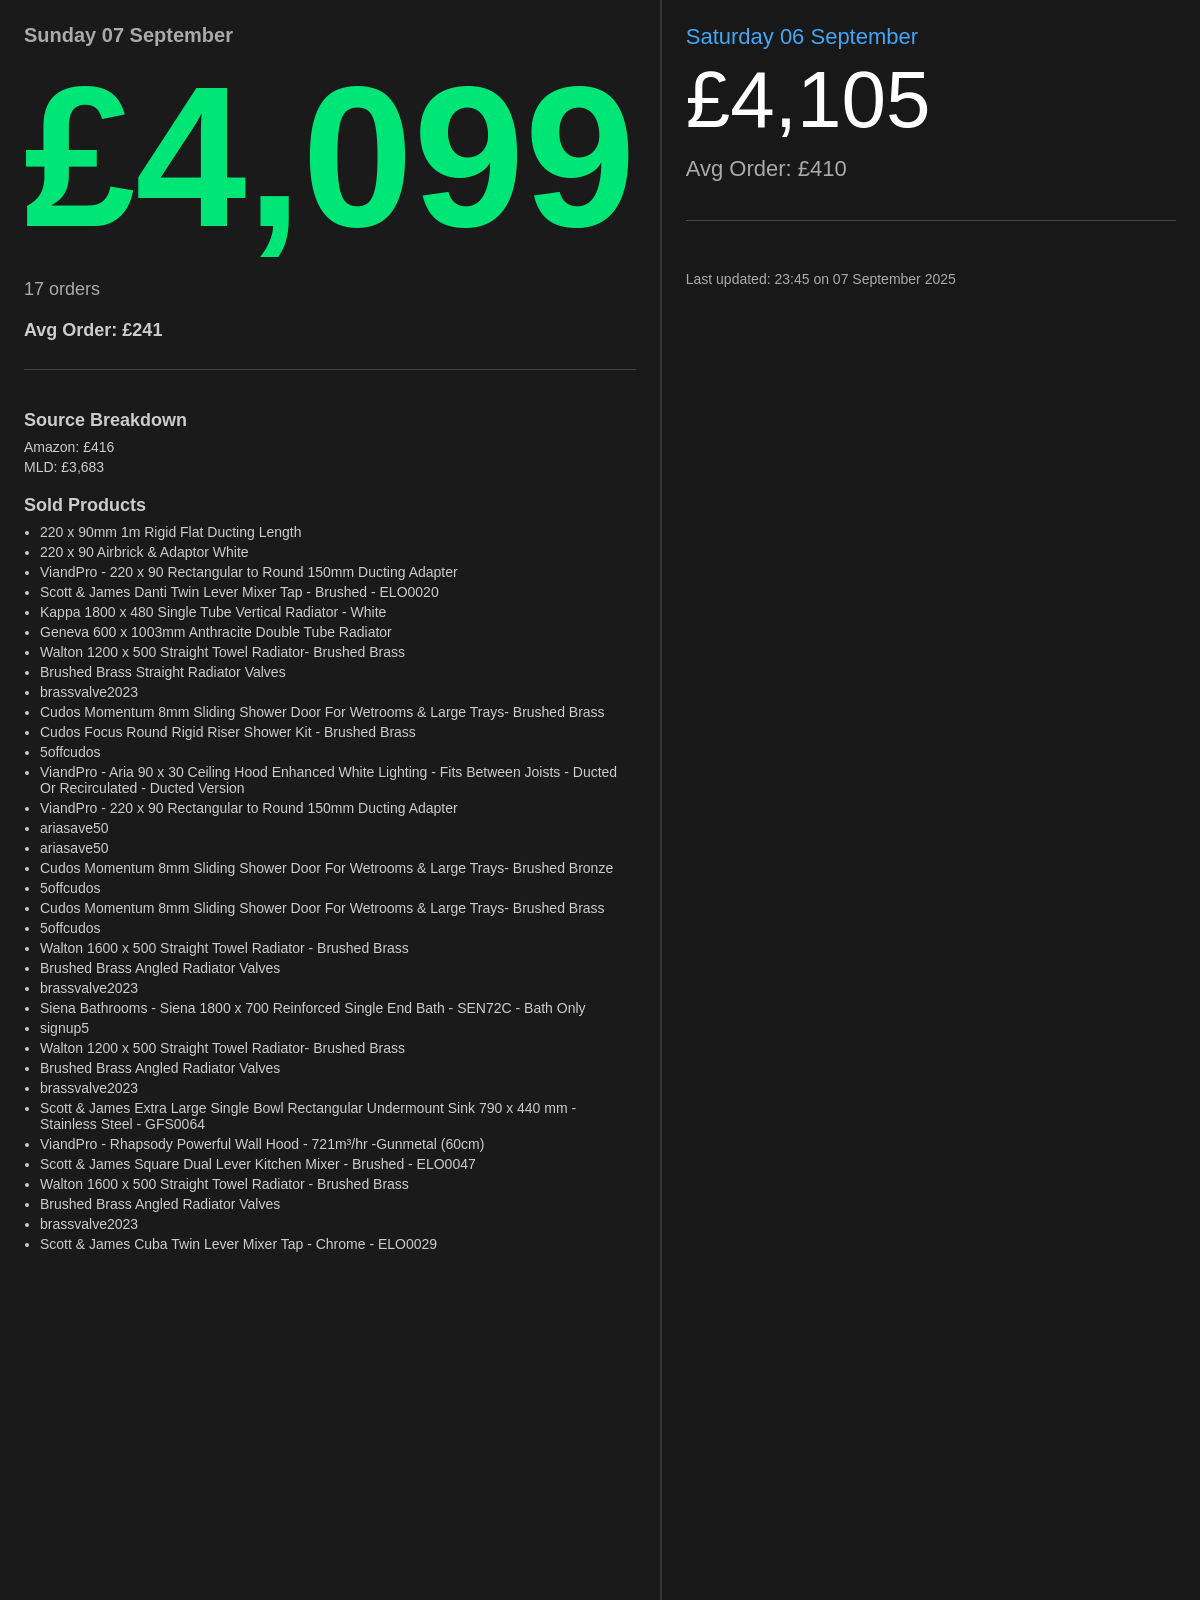 Sunday 07 September
£4,099
17 orders
Avg Order: £241
Source Breakdown
Amazon: £416
MLD: £3,683
Sold Products
• 220 x 90mm 1m Rigid Flat Ducting Length
• 220 x 90 Airbrick & Adaptor White
• ViandPro - 220 x 90 Rectangular to Round 150mm Ducting Adapter
• Scott & James Danti Twin Lever Mixer Tap - Brushed - ELO0020
• Kappa 1800 x 480 Single Tube Vertical Radiator - White
• Geneva 600 x 1003mm Anthracite Double Tube Radiator
• Walton 1200 x 500 Straight Towel Radiator- Brushed Brass
• Brushed Brass Straight Radiator Valves
• brassvalve2023
• Cudos Momentum 8mm Sliding Shower Door For Wetrooms & Large Trays- Brushed Brass
• Cudos Focus Round Rigid Riser Shower Kit - Brushed Brass
• 5offcudos
• ViandPro - Aria 90 x 30 Ceiling Hood Enhanced White Lighting - Fits Between Joists - Ducted
Or Recirculated - Ducted Version
• ViandPro - 220 x 90 Rectangular to Round 150mm Ducting Adapter
• ariasave50
• ariasave50
• Cudos Momentum 8mm Sliding Shower Door For Wetrooms & Large Trays- Brushed Bronze
• 5offcudos
• Cudos Momentum 8mm Sliding Shower Door For Wetrooms & Large Trays- Brushed Brass
• 5offcudos
• Walton 1600 x 500 Straight Towel Radiator - Brushed Brass
• Brushed Brass Angled Radiator Valves
• brassvalve2023
• Siena Bathrooms - Siena 1800 x 700 Reinforced Single End Bath - SEN72C - Bath Only
• signup5
• Walton 1200 x 500 Straight Towel Radiator- Brushed Brass
• Brushed Brass Angled Radiator Valves
• brassvalve2023
• Scott & James Extra Large Single Bowl Rectangular Undermount Sink 790 x 440 mm -
Stainless Steel - GFS0064
• ViandPro - Rhapsody Powerful Wall Hood - 721m³/hr -Gunmetal (60cm)
• Scott & James Square Dual Lever Kitchen Mixer - Brushed - ELO0047
• Walton 1600 x 500 Straight Towel Radiator - Brushed Brass
• Brushed Brass Angled Radiator Valves
• brassvalve2023
• Scott & James Cuba Twin Lever Mixer Tap - Chrome - ELO0029
Saturday 06 September
£4,105
Avg Order: £410
Last updated: 23:45 on 07 September 2025